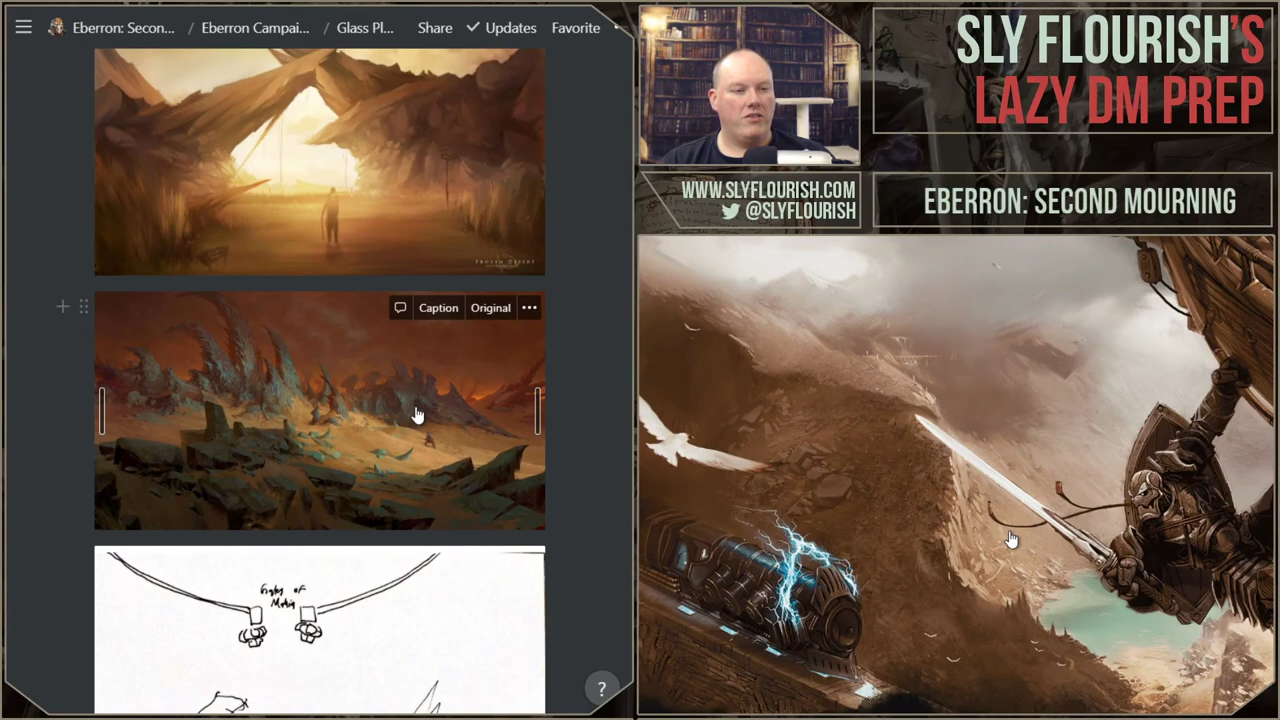 Eberron: Secon... / Eberron Campai... / Glass Pl... Share Updates Favorite
Caption Original
?
SLY FLOURISH'S
LAZY DM PREP
WWW.SLYFLOURISH.COM
@SLYFLOURISH
EBERRON: SECOND MOURNING